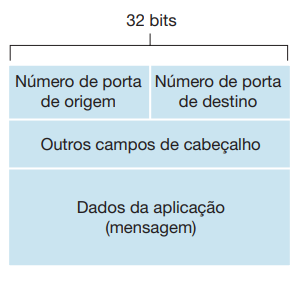 32 bits
Número de porta
de origem
Número de porta
de destino
Outros campos de cabeçalho
Dados da aplicação
(mensagem)